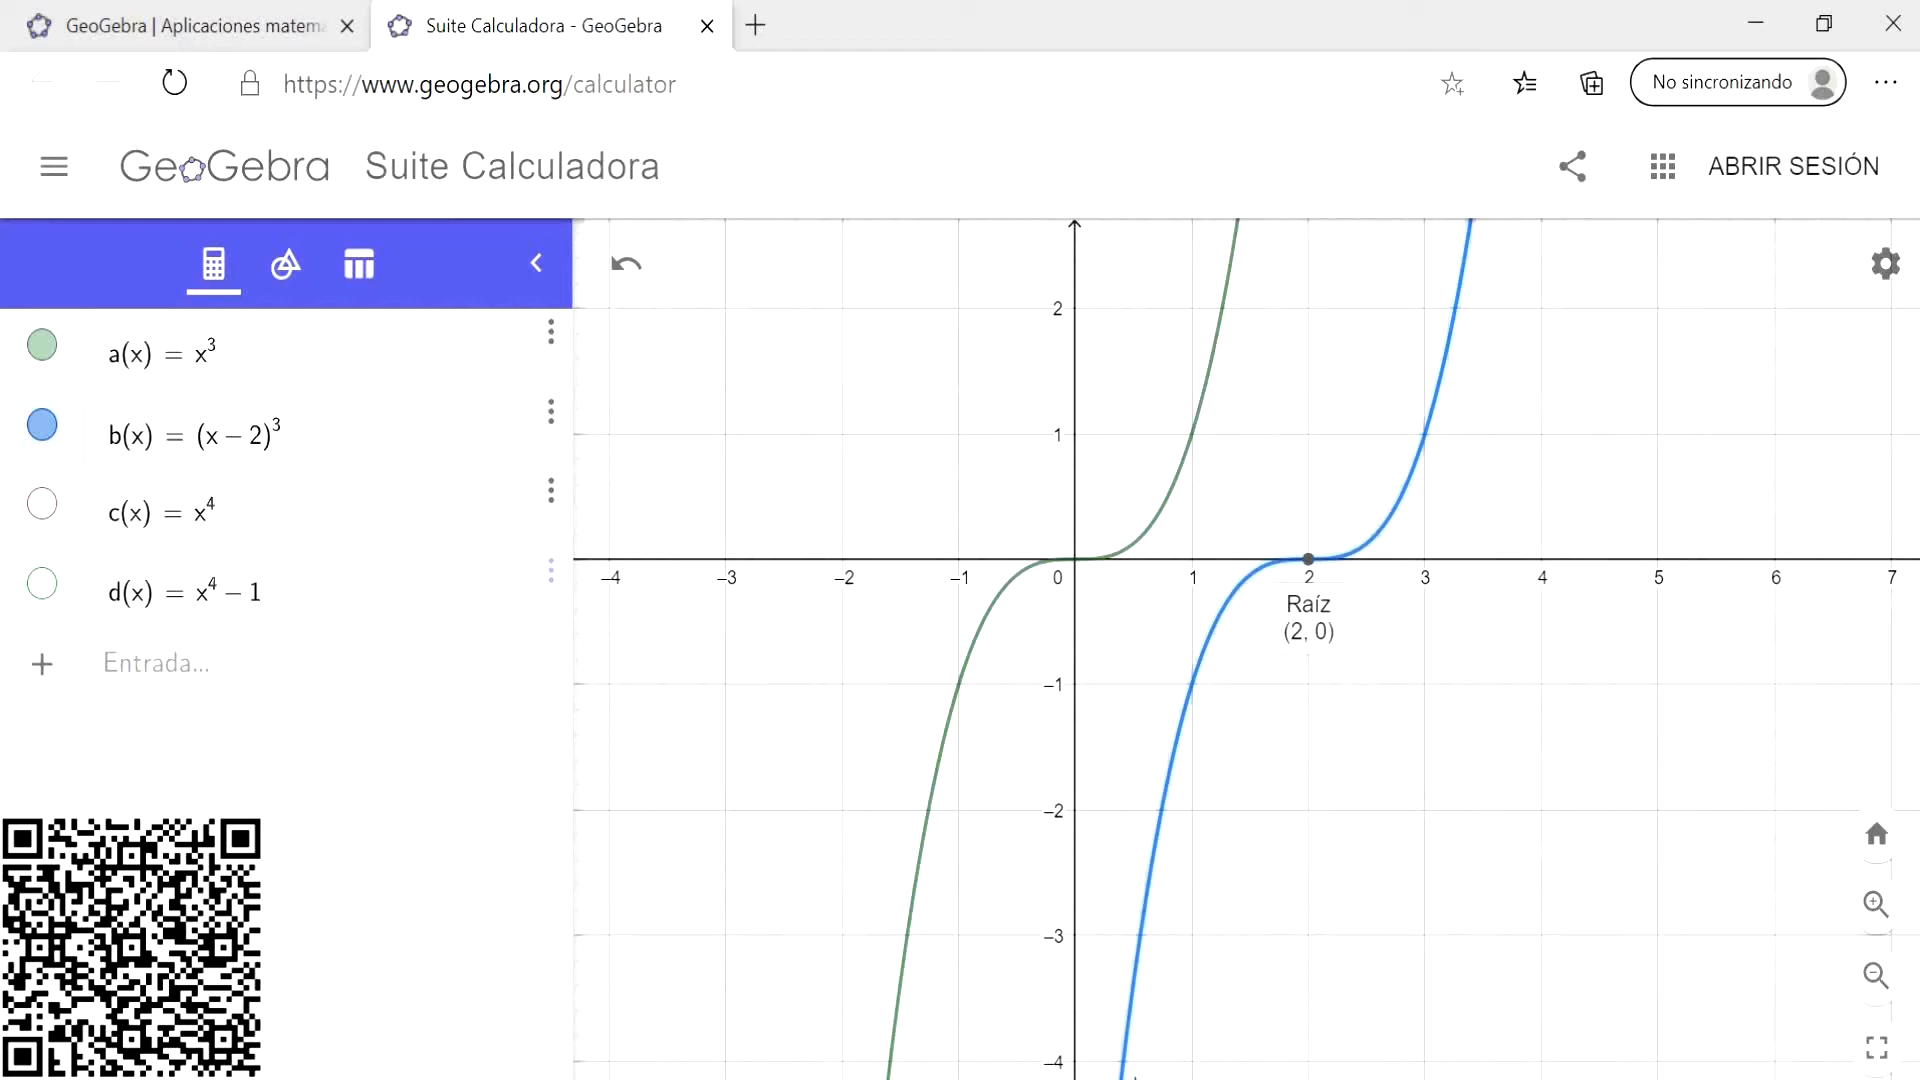 GeoGebra | Aplicaciones matem
Suite Calculadora - GeoGebra
https://www.geogebra.org/calculator
No sincronizando
GeoGebra
Suite Calculadora
ABRIR SESIÓN
a(x) = x³
b(x) = (x – 2)³
c(x) = x⁴
d(x) = x⁴ – 1
Entrada...
2
1
–4 –3 –2 –1 0 1 2 3 4 5 6 7
Raíz
(2, 0)
–1
–2
–3
–4